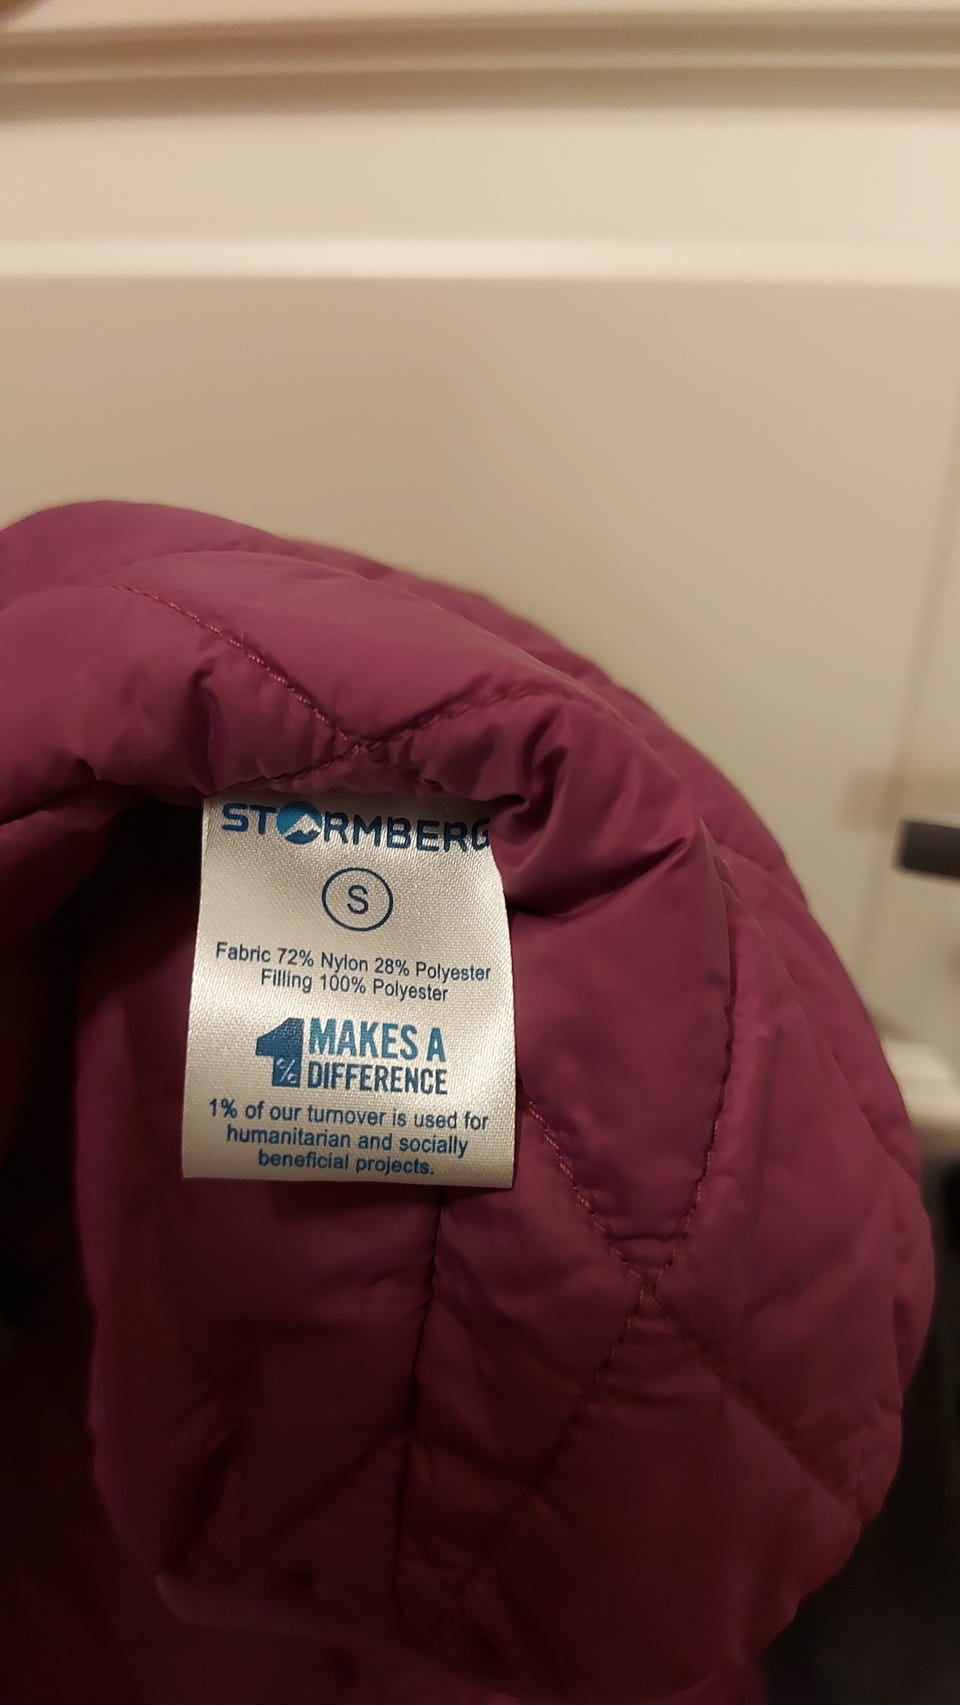 STORMBERG
S
Fabric 72% Nylon 28% Polyester
Filling 100% Polyester
1% MAKES A
DIFFERENCE
1% of our turnover is used for
humanitarian and socially
beneficial projects.